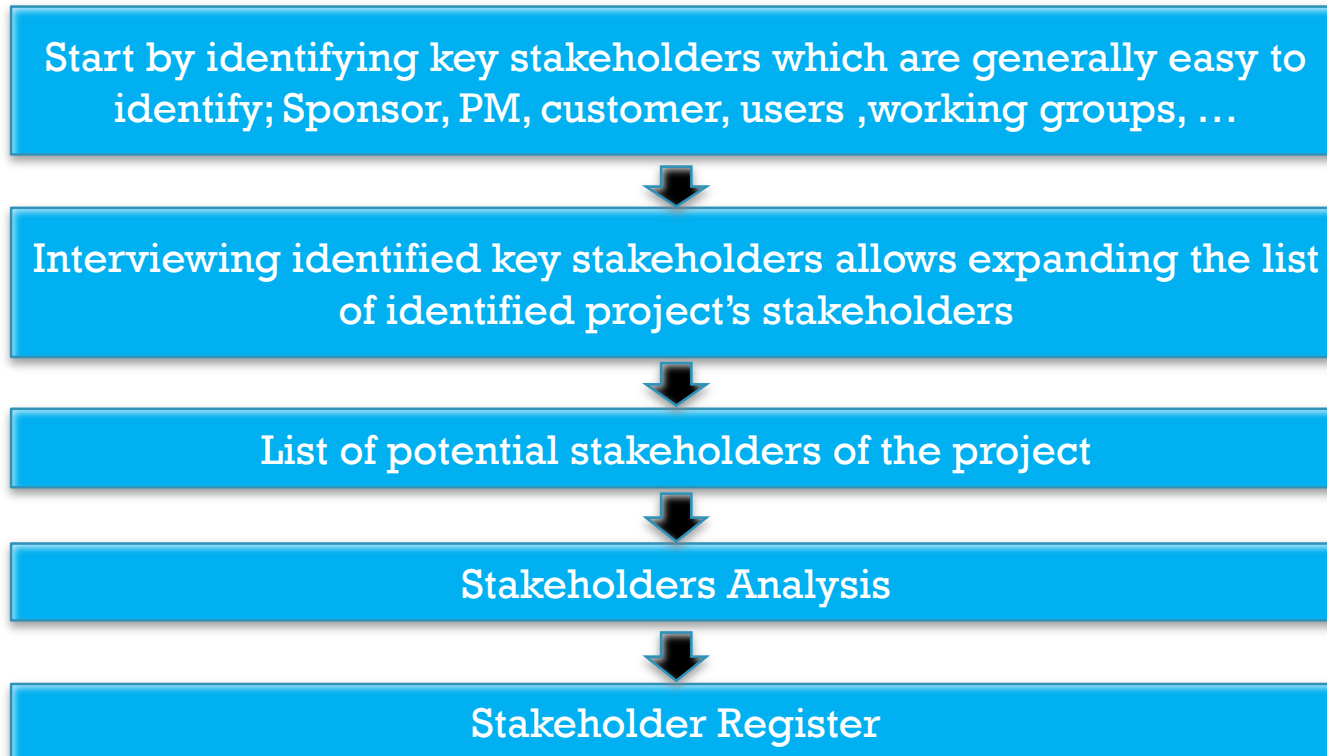 Start by identifying key stakeholders which are generally easy to
identify; Sponsor, PM, customer, users ,working groups, …
Interviewing identified key stakeholders allows expanding the list
of identified project’s stakeholders
List of potential stakeholders of the project
Stakeholders Analysis
Stakeholder Register